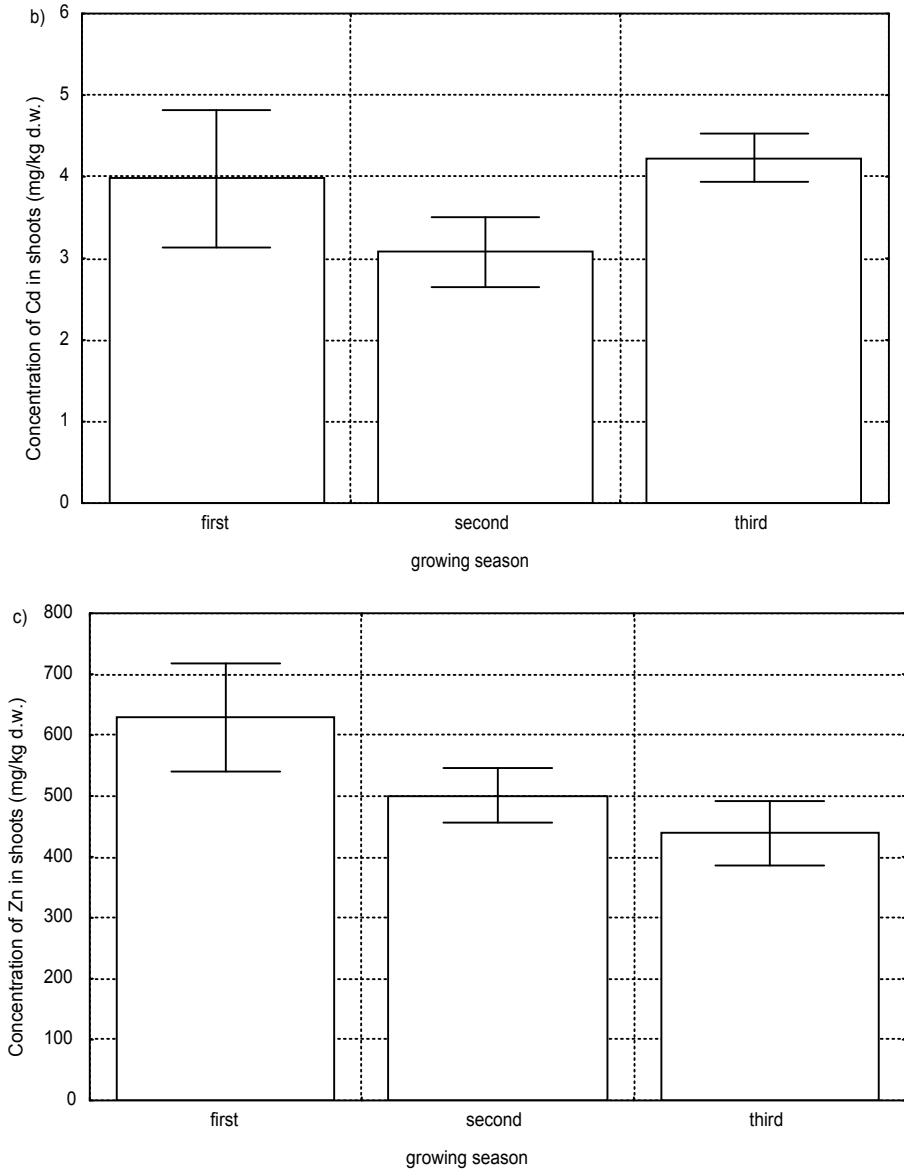 b)
Concentration of Cd in shoots (mg/kg d.w.)
6
5
4
3
2
1
0
first second third
growing season
c)
Concentration of Zn in shoots (mg/kg d.w.)
800
700
600
500
400
300
200
100
0
first second third
growing season